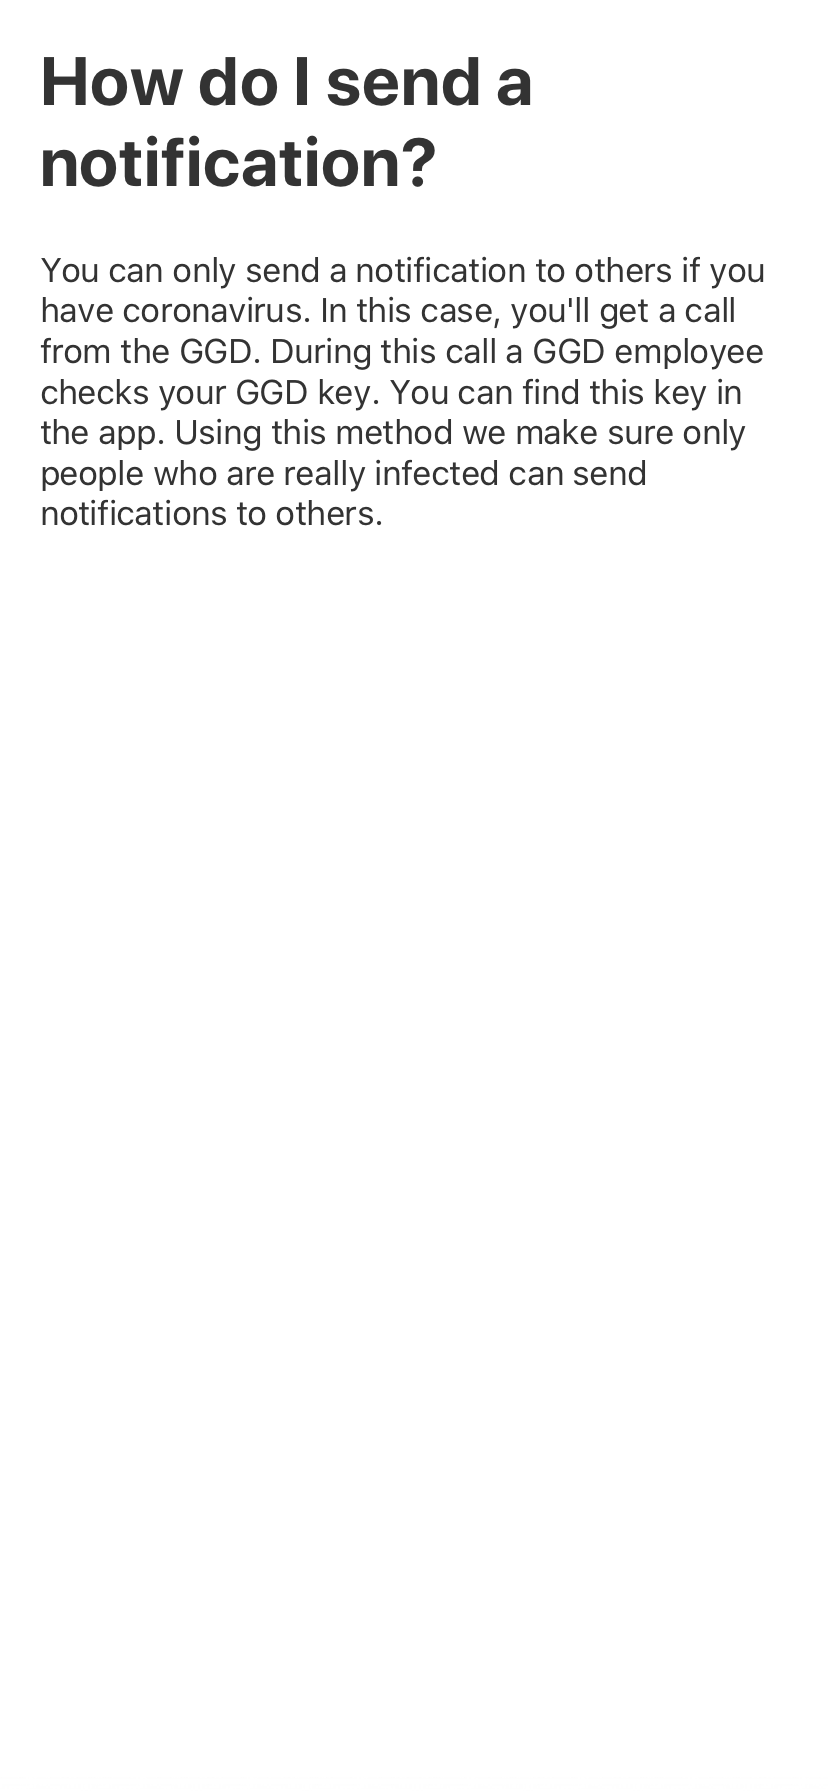 How do I send a
notification?
You can only send a notification to others if you
have coronavirus. In this case, you'll get a call
from the GGD. During this call a GGD employee
checks your GGD key. You can find this key in
the app. Using this method we make sure only
people who are really infected can send
notifications to others.